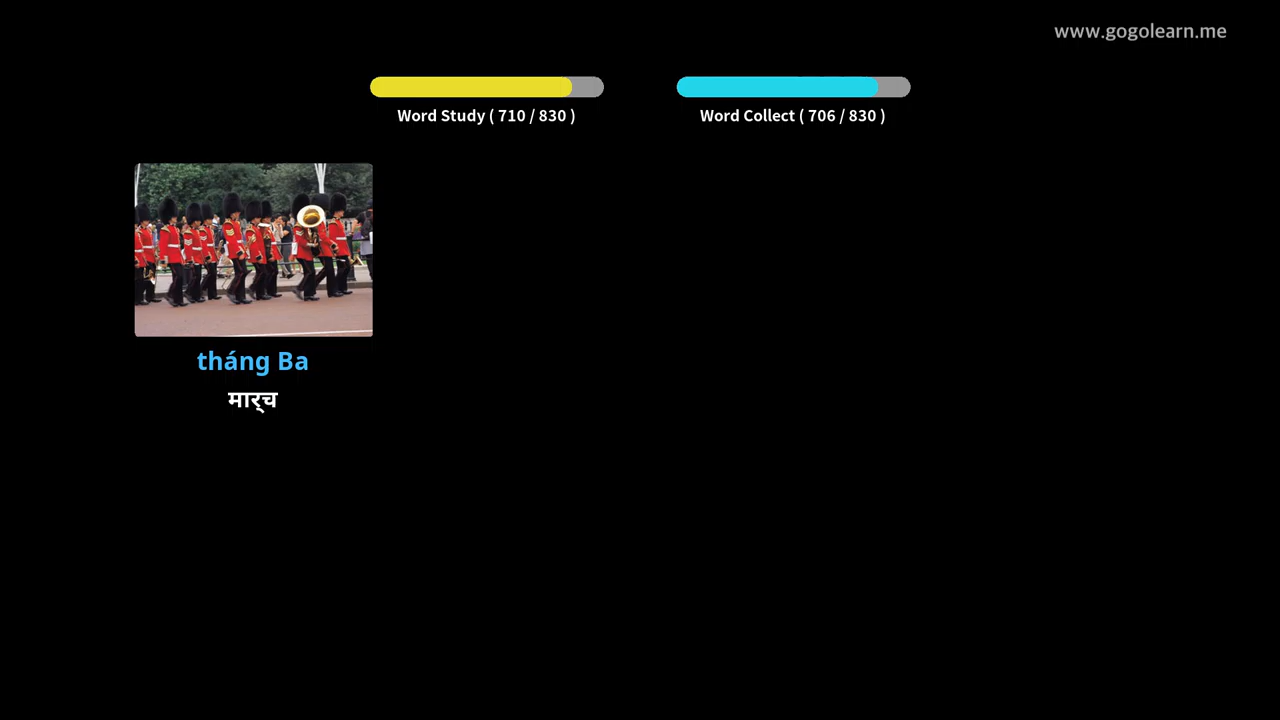 www.gogolearn.me
Word Study ( 710 / 830 )
Word Collect ( 706 / 830 )
tháng Ba
मार्च